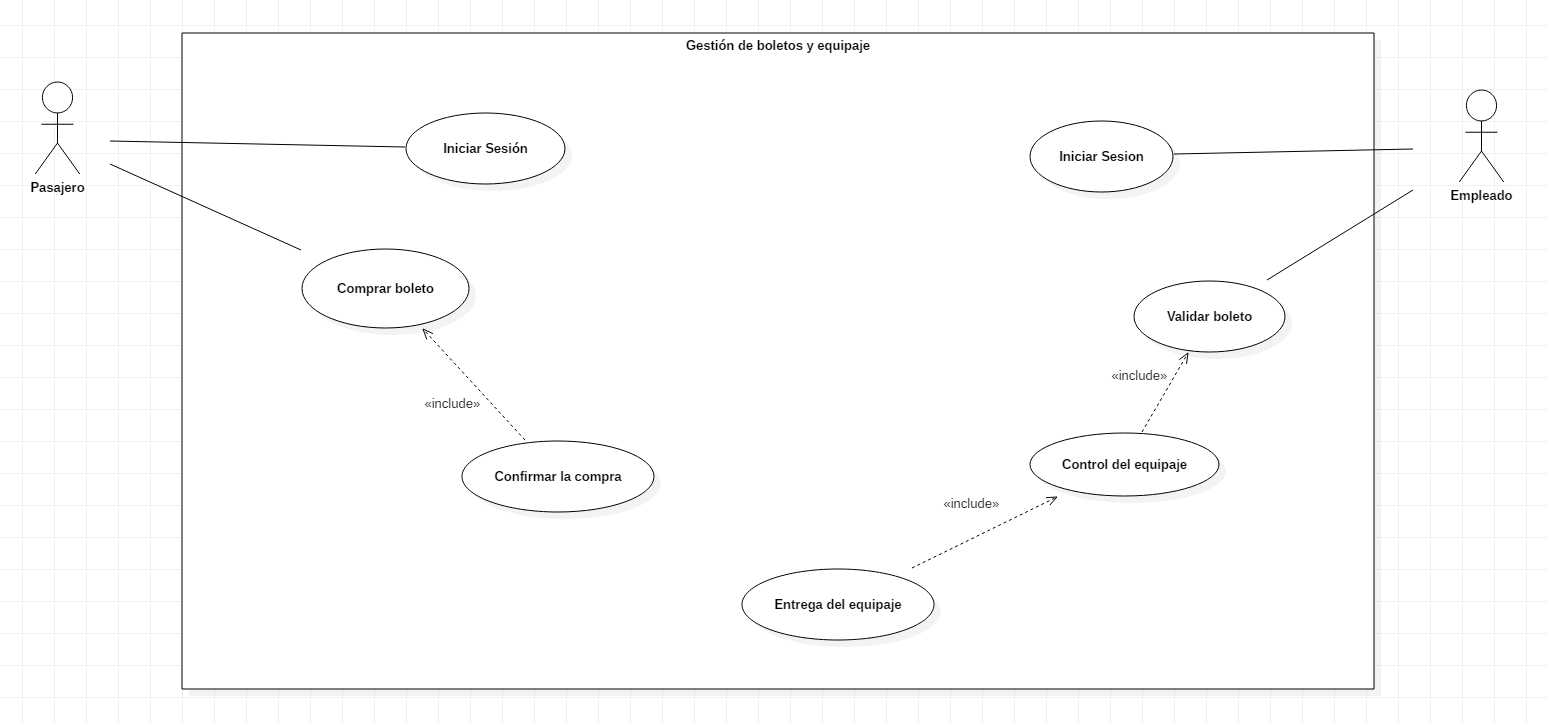 Gestión de boletos y equipaje
Iniciar Sesión
Iniciar Sesion
Pasajero
Empleado
Comprar boleto
Validar boleto
«include»
«include»
Control del equipaje
Confirmar la compra
«include»
Entrega del equipaje